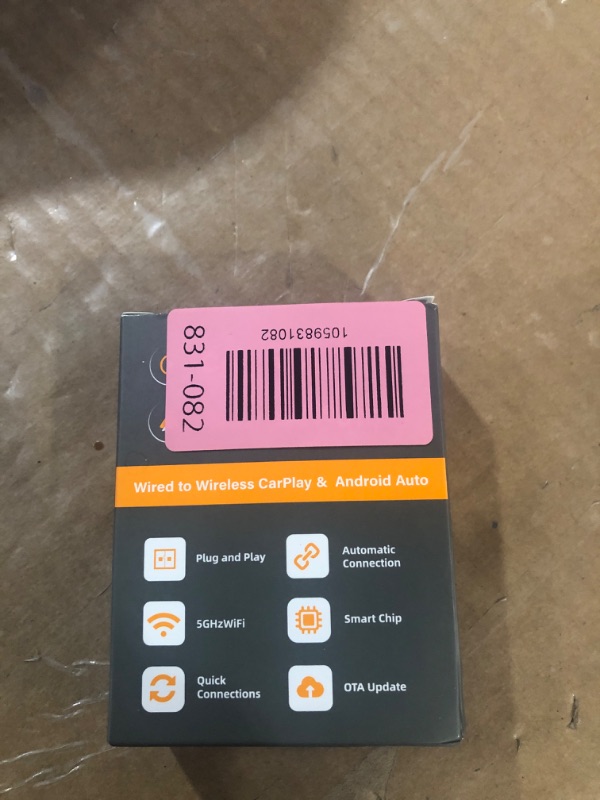 1059831082
831-082
Wired to Wireless CarPlay & Android Auto
Plug and Play
Automatic
Connection
5GHzWiFi
Smart Chip
Quick
Connections
OTA Update